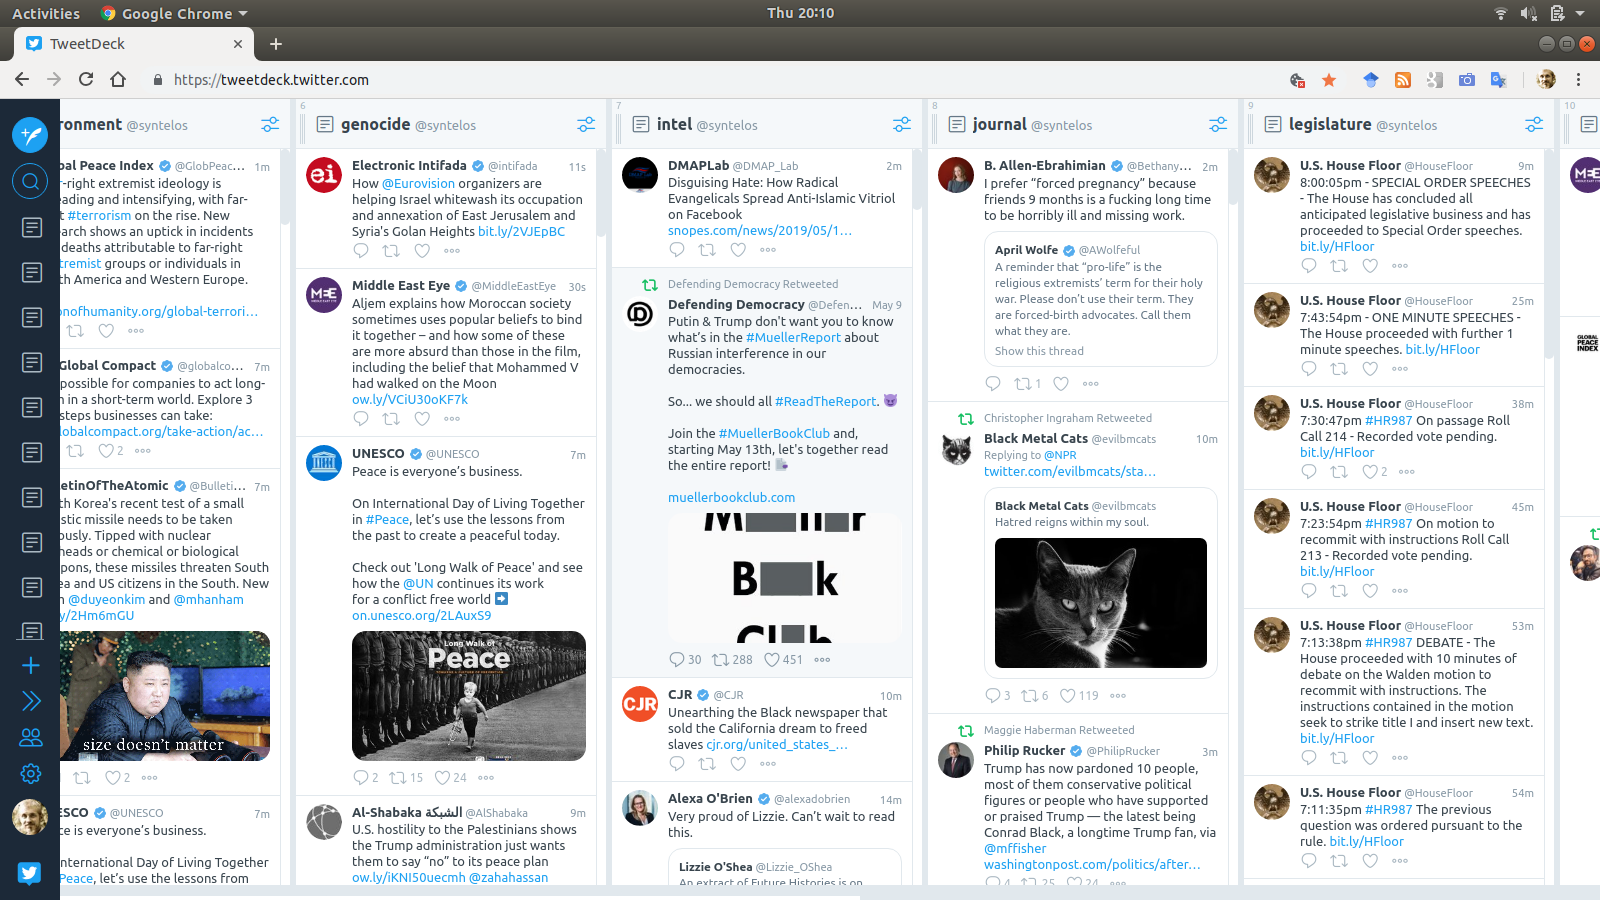 Activities
Google Chrome
Thu 20:10
TweetDeck
https://tweetdeck.twitter.com
ronment @syntelos
bal Peace Index @GlobPeac... 1m
r-right extremist ideology is
eading and intensifying, with far-
t #terrorism on the rise. New
earch shows an uptick in incidents
deaths attributable to far-right
tremist groups or individuals in
th America and Western Europe.
onofhumanity.org/global-terrori...
Global Compact @globalco... 7m
possible for companies to act long-
n in a short-term world. Explore 3
steps businesses can take:
lobalcompact.org/take-action/ac...
2
letinOfTheAtomic @Bulleti... 7m
th Korea's recent test of a small
istic missile needs to be taken
ously. Tipped with nuclear
heads or chemical or biological
pons, these missiles threaten South
ea and US citizens in the South. New
n @duyeonkim and @mhanham
y/2Hm6mGU
size doesn't matter
2
ESCO @UNESCO 7m
ce is everyone's business.
nternational Day of Living Together
Peace, let's use the lessons from
6
genocide @syntelos
ei
Electronic Intifada @intifada 11s
How @Eurovision organizers are
helping Israel whitewash its occupation
and annexation of East Jerusalem and
Syria's Golan Heights bit.ly/2VJEpBC
MEE
Middle East Eye @MiddleEastEye 30s
Aljem explains how Moroccan society
sometimes uses popular beliefs to bind
it together – and how some of these
are more absurd than those in the film,
including the belief that Mohammed V
had walked on the Moon
ow.ly/VCiU30oKF7k
UNESCO @UNESCO 7m
Peace is everyone's business.
On International Day of Living Together
in #Peace, let's use the lessons from
the past to create a peaceful today.
Check out 'Long Walk of Peace' and see
how the @UN continues its work
for a conflict free world
on.unesco.org/2LAuxS9
Long Walk of
Peace
2 15 24
Al-Shabaka الشبكة @AlShabaka 9m
U.S. hostility to the Palestinians shows
the Trump administration just wants
them to say "no" to its peace plan
ow.ly/iKNI50uecmh @zahahassan
7
intel @syntelos
DMAPLab @DMAP_Lab 2m
Disguising Hate: How Radical
Evangelicals Spread Anti-Islamic Vitriol
on Facebook
snopes.com/news/2019/05/1...
Defending Democracy Retweeted
Defending Democracy @Defen... May 9
Putin & Trump don't want you to know
what's in the #MuellerReport about
Russian interference in our
democracies.
So... we should all #ReadTheReport.
Join the #MuellerBookClub and,
starting May 13th, let's together read
the entire report!
muellerbookclub.com
B k
30 288 451
CJR
CJR @CJR 10m
Unearthing the Black newspaper that
sold the California dream to freed
slaves cjr.org/united_states_...
Alexa O'Brien @alexadobrien 14m
Very proud of Lizzie. Can't wait to read
this.
Lizzie O'Shea @Lizzie_OShea
An extract of Future Histories is on
8
journal @syntelos
B. Allen-Ebrahimian @Bethany... 2m
I prefer "forced pregnancy" because
friends 9 months is a fucking long time
to be horribly ill and missing work.
April Wolfe @AWolfeful
A reminder that "pro-life" is the
religious extremists' term for their holy
war. Please don't use their term. They
are forced-birth advocates. Call them
what they are.
Show this thread
1
Christopher Ingraham Retweeted
Black Metal Cats @evilbmcats 10m
Replying to @NPR
twitter.com/evilbmcats/sta...
Black Metal Cats @evilbmcats
Hatred reigns within my soul.
3 6 119
Maggie Haberman Retweeted
Philip Rucker @PhilipRucker 3m
Trump has now pardoned 10 people,
most of them conservative political
figures or people who have supported
or praised Trump — the latest being
Conrad Black, a longtime Trump fan, via
@mffisher
washingtonpost.com/politics/after...
4 25 24
9
legislature @syntelos
U.S. House Floor @HouseFloor 9m
8:00:05pm - SPECIAL ORDER SPEECHES
- The House has concluded all
anticipated legislative business and has
proceeded to Special Order speeches.
bit.ly/HFloor
U.S. House Floor @HouseFloor 25m
7:43:54pm - ONE MINUTE SPEECHES -
The House proceeded with further 1
minute speeches. bit.ly/HFloor
U.S. House Floor @HouseFloor 38m
7:30:47pm #HR987 On passage Roll
Call 214 - Recorded vote pending.
bit.ly/HFloor
2
U.S. House Floor @HouseFloor 45m
7:23:54pm #HR987 On motion to
recommit with instructions Roll Call
213 - Recorded vote pending.
bit.ly/HFloor
U.S. House Floor @HouseFloor 53m
7:13:38pm #HR987 DEBATE - The
House proceeded with 10 minutes of
debate on the Walden motion to
recommit with instructions. The
instructions contained in the motion
seek to strike title I and insert new text.
bit.ly/HFloor
U.S. House Floor @HouseFloor 54m
7:11:35pm #HR987 The previous
question was ordered pursuant to the
rule. bit.ly/HFloor
10
MEE
GLOBAL
PEACE
INDEX